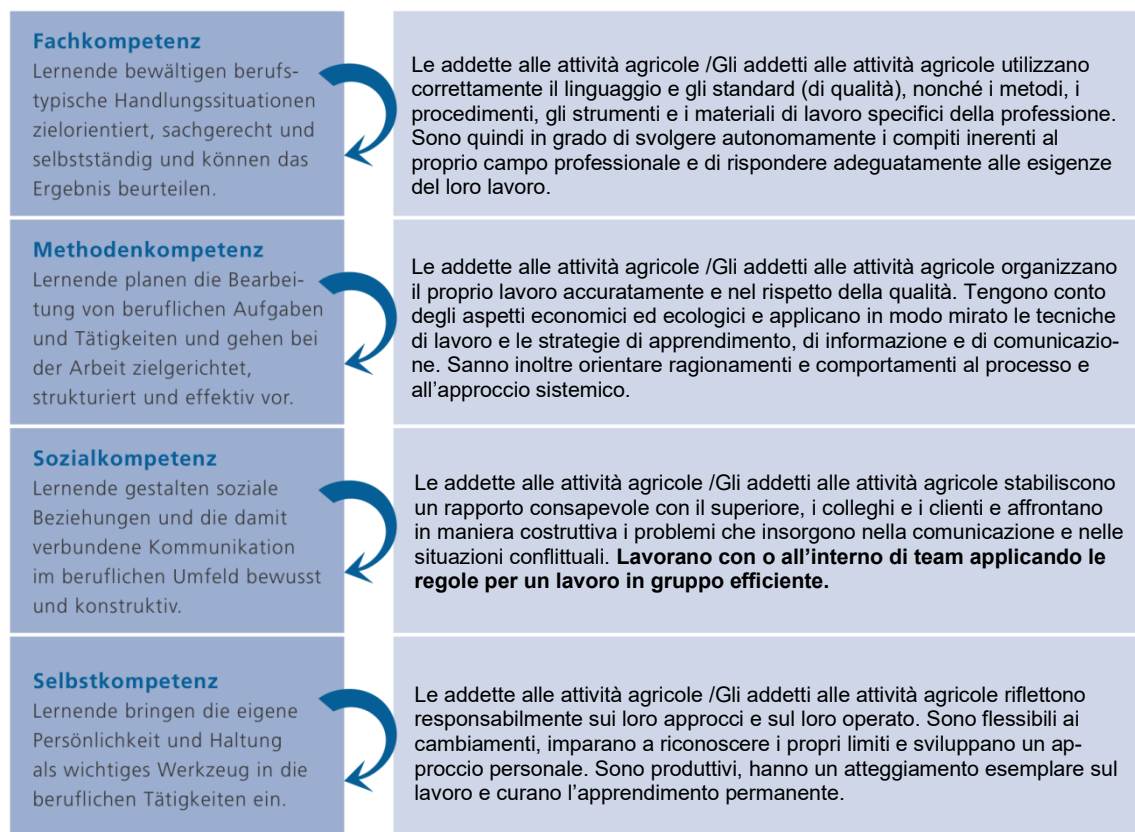 Fachkompetenz
Lernende bewältigen berufs-
typische Handlungssituationen
zielorientiert, sachgerecht und
selbstständig und können das
Ergebnis beurteilen.
Le addette alle attività agricole /Gli addetti alle attività agricole utilizzano
correttamente il linguaggio e gli standard (di qualità), nonché i metodi, i
procedimenti, gli strumenti e i materiali di lavoro specifici della professione.
Sono quindi in grado di svolgere autonomamente i compiti inerenti al
proprio campo professionale e di rispondere adeguatamente alle esigenze
del loro lavoro.
Methodenkompetenz
Lernende planen die Bearbei-
tung von beruflichen Aufgaben
und Tätigkeiten und gehen bei
der Arbeit zielgerichtet,
strukturiert und effektiv vor.
Le addette alle attività agricole /Gli addetti alle attività agricole organizzano
il proprio lavoro accuratamente e nel rispetto della qualità. Tengono conto
degli aspetti economici ed ecologici e applicano in modo mirato le tecniche
di lavoro e le strategie di apprendimento, di informazione e di comunicazio-
ne. Sanno inoltre orientare ragionamenti e comportamenti al processo e
all’approccio sistemico.
Sozialkompetenz
Lernende gestalten soziale
Beziehungen und die damit
verbundene Kommunikation
im beruflichen Umfeld bewusst
und konstruktiv.
Le addette alle attività agricole /Gli addetti alle attività agricole stabiliscono
un rapporto consapevole con il superiore, i colleghi e i clienti e affrontano
in maniera costruttiva i problemi che insorgono nella comunicazione e nelle
situazioni conflittuali. Lavorano con o all’interno di team applicando le
regole per un lavoro in gruppo efficiente.
Selbstkompetenz
Lernende bringen die eigene
Persönlichkeit und Haltung
als wichtiges Werkzeug in die
beruflichen Tätigkeiten ein.
Le addette alle attività agricole /Gli addetti alle attività agricole riflettono
responsabilmente sui loro approcci e sul loro operato. Sono flessibili ai
cambiamenti, imparano a riconoscere i propri limiti e sviluppano un ap-
proccio personale. Sono produttivi, hanno un atteggiamento esemplare sul
lavoro e curano l’apprendimento permanente.